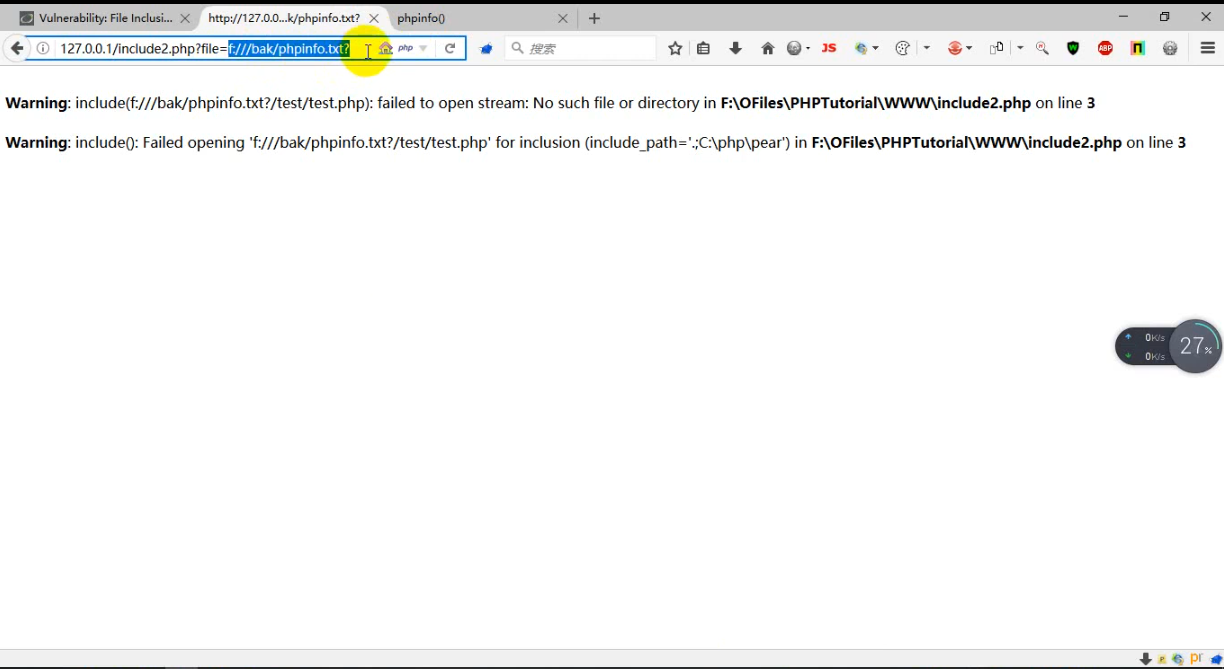 Vulnerability: File Inclusi...
http://127.0.0...k/phpinfo.txt?
phpinfo()
127.0.0.1/include2.php?file=f:///bak/phpinfo.txt?
php
搜索
JS
ABP
Warning: include(f:///bak/phpinfo.txt?/test/test.php): failed to open stream: No such file or directory in F:\OFiles\PHPTutorial\WWW\include2.php on line 3
Warning: include(): Failed opening 'f:///bak/phpinfo.txt?/test/test.php' for inclusion (include_path='.;C:\php\pear') in F:\OFiles\PHPTutorial\WWW\include2.php on line 3
0K/s
27%
0K/s
pr